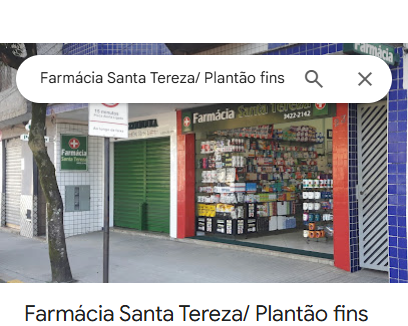 Farmácia Santa Tereza/ Plantão fins
Farmácia
Farmácia Santa Tereza
3422-2142
Farmácia
Santa Tereza
Farmácia Santa Tereza/ Plantão fins